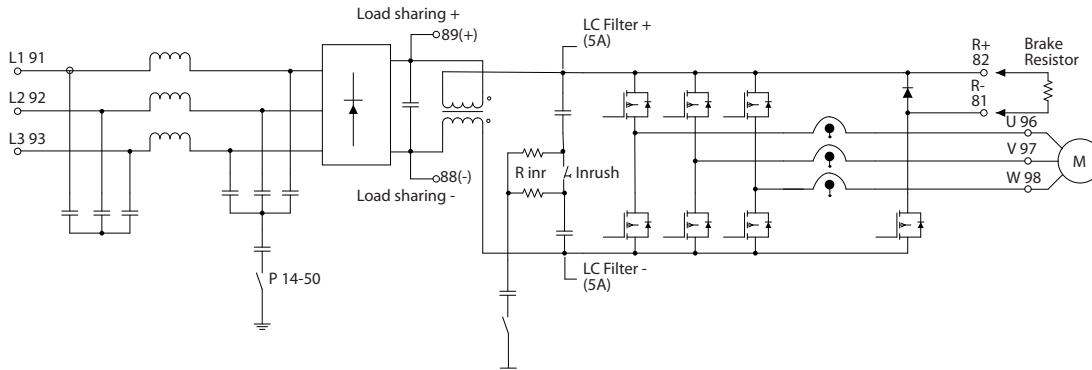 Load sharing +
89(+)
LC Filter +
(5A)
L1 91
L2 92
L3 93
R+
82
Brake
Resistor
R-
81
U 96
V 97
W 98
M
R inr
Inrush
88(-)
Load sharing -
LC Filter -
(5A)
P 14-50